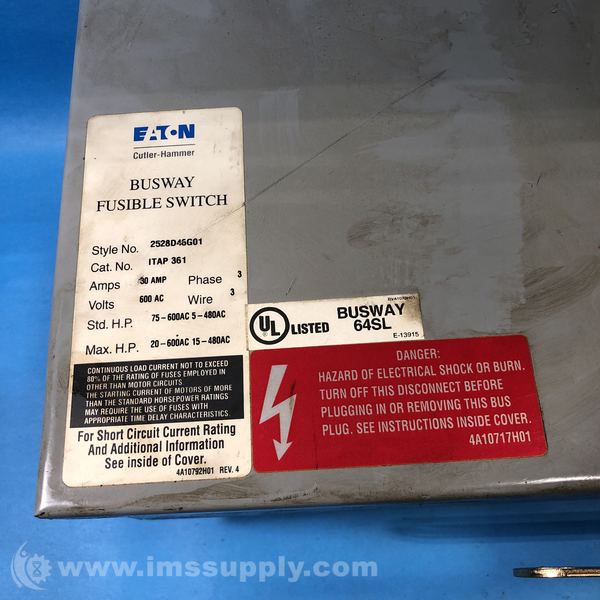 EATON
Cutler-Hammer
BUSWAY
FUSIBLE SWITCH
Style No. 2528D46G01
Cat. No. ITAP 361
Amps 30 AMP Phase 3
Volts 600 AC Wire 3
Std. H.P. 75-600AC 5-480AC
Max. H.P. 20-600AC 15-480AC
CONTINUOUS LOAD CURRENT NOT TO EXCEED
80% OF THE RATING OF FUSES EMPLOYED IN
OTHER THAN MOTOR CIRCUITS
THE STARTING CURRENT OF MOTORS OF MORE
THAN THE STANDARD HORSEPOWER RATINGS
MAY REQUIRE THE USE OF FUSES WITH
APPROPRIATE TIME DELAY CHARACTERISTICS.
For Short Circuit Current Rating
And Additional Information
See inside of Cover.
4A10792H01 REV. 4
UL LISTED
BUSWAY
64SL
E-13915
DANGER:
HAZARD OF ELECTRICAL SHOCK OR BURN.
TURN OFF THIS DISCONNECT BEFORE
PLUGGING IN OR REMOVING THIS BUS
PLUG. SEE INSTRUCTIONS INSIDE COVER.
4A10717H01
www.imssupply.com